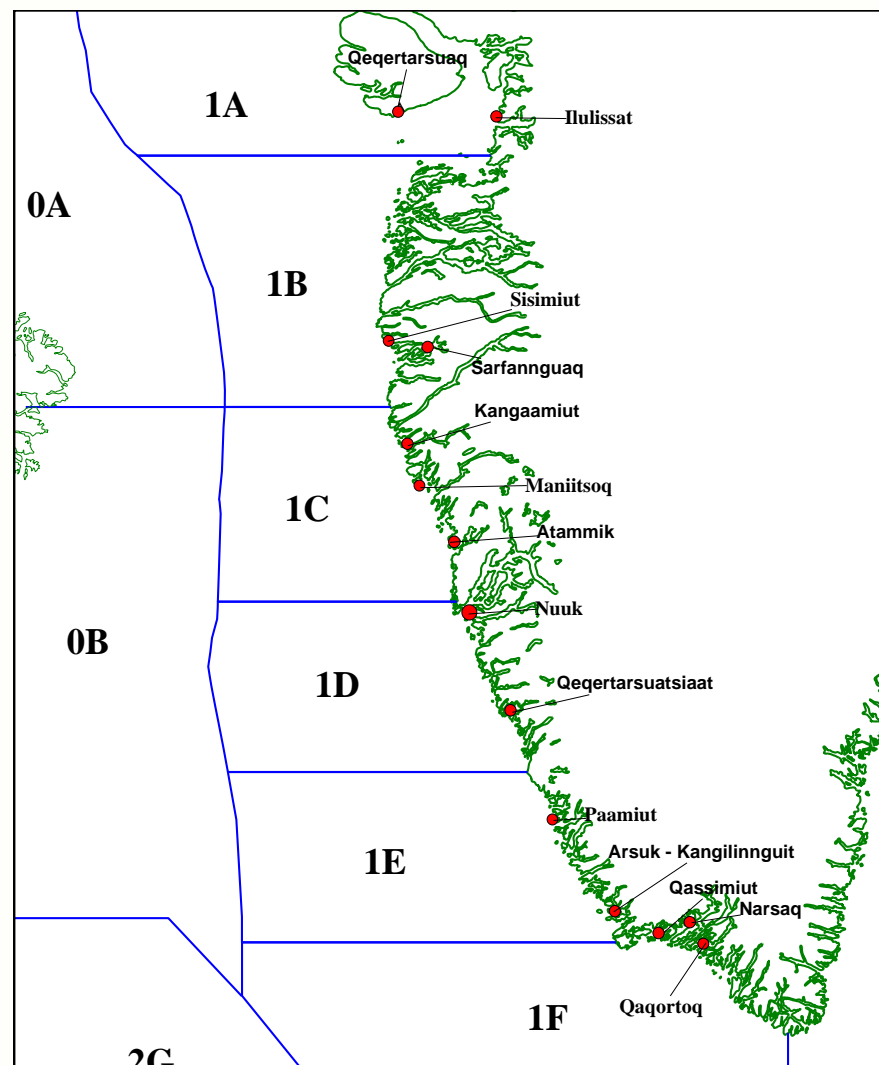 Qeqertarsuaq
1A
Ilulissat
0A
1B
Sisimiut
Sarfannguaq
Kangaamiut
Maniitsoq
1C
Atammik
Nuuk
0B
1D
Qeqertarsuatsiaat
Paamiut
Arsuk - Kangilinnguit
1E
Qassimiut
Narsaq
Qaqortoq
1F
2G